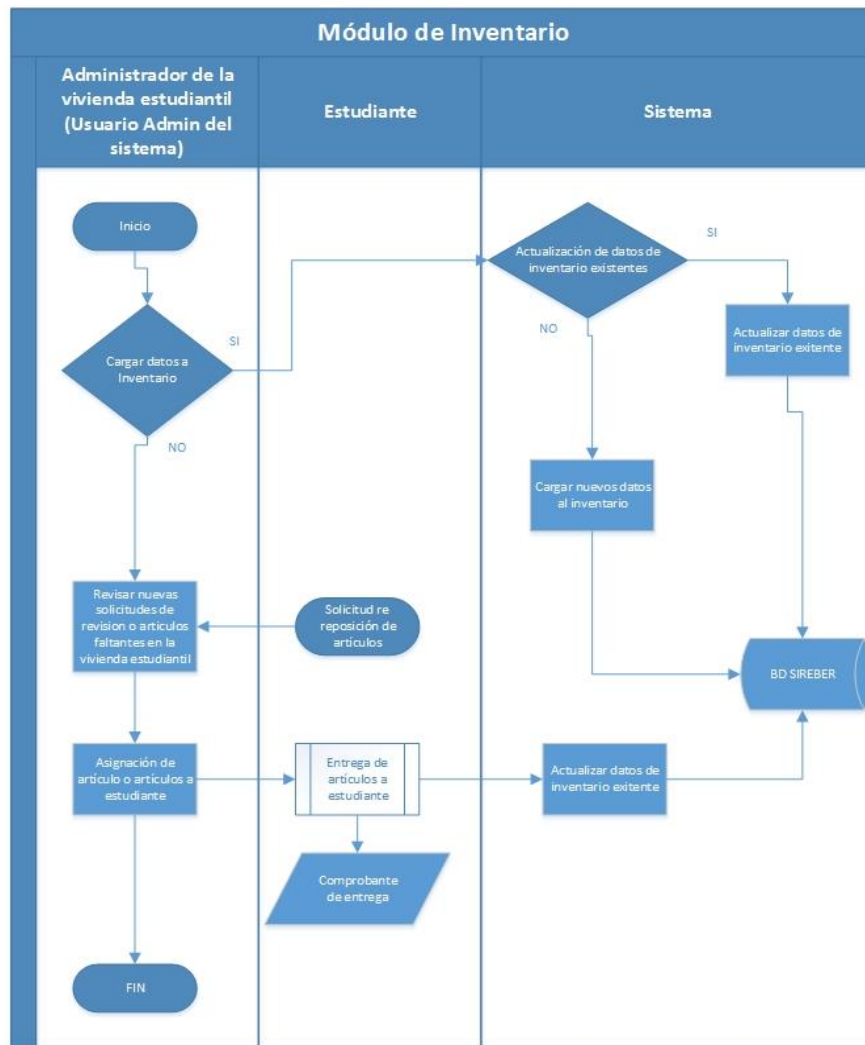 Módulo de Inventario
Administrador de la
vivienda estudiantil
(Usuario Admin del
sistema)
Estudiante
Sistema
Inicio
Actualización de datos de
inventario existentes
SI
Actualizar datos de
inventario exitente
SI
Cargar datos a
Inventario
NO
NO
Cargar nuevos datos
al inventario
Revisar nuevas
solicitudes de
revision o articulos
faltantes en la
vivienda estudiantil
Solicitud re
reposición de
artículos
BD SIREBER
Asignación de
artículo o artículos a
estudiante
Entrega de
artículos a
estudiante
Actualizar datos de
inventario exitente
Comprobante
de entrega
FIN